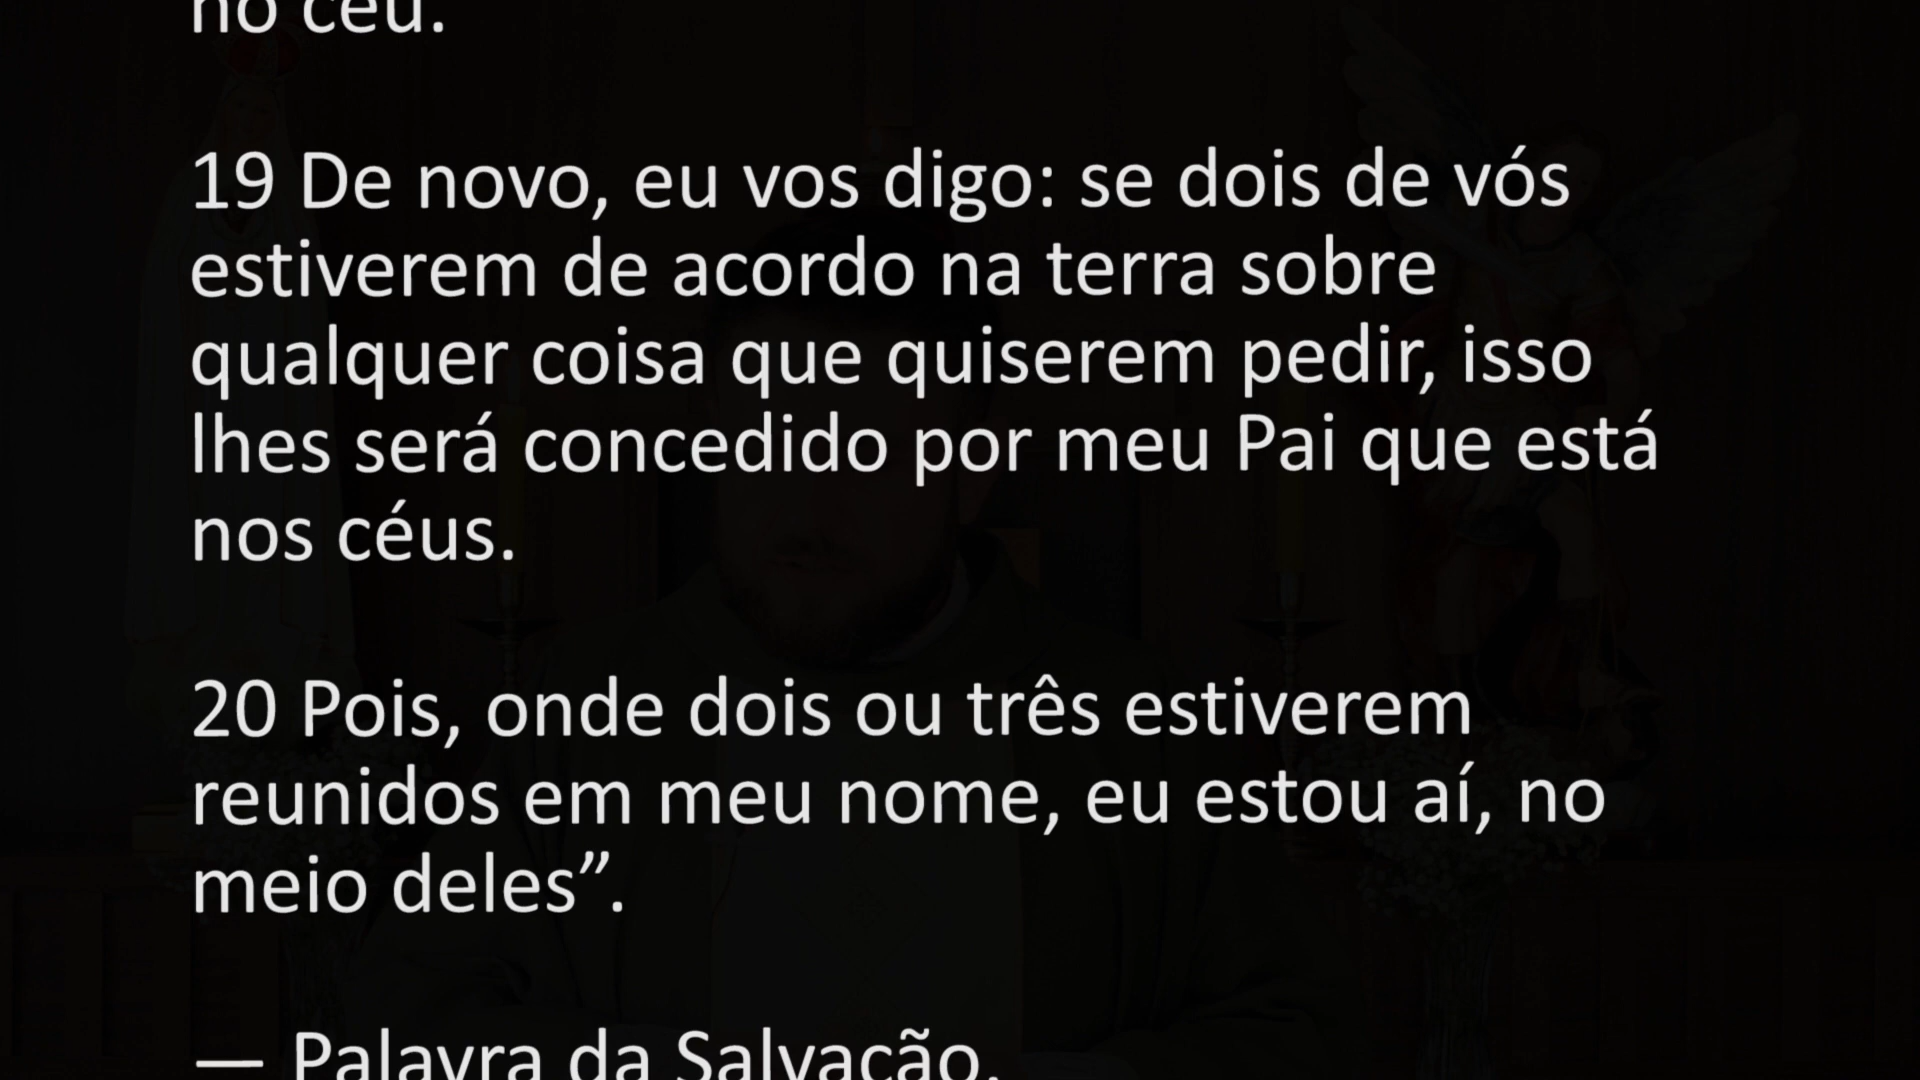 no céu.
19 De novo, eu vos digo: se dois de vós
estiverem de acordo na terra sobre
qualquer coisa que quiserem pedir, isso
lhes será concedido por meu Pai que está
nos céus.
20 Pois, onde dois ou três estiverem
reunidos em meu nome, eu estou aí, no
meio deles”.
— Palavra da Salvação.